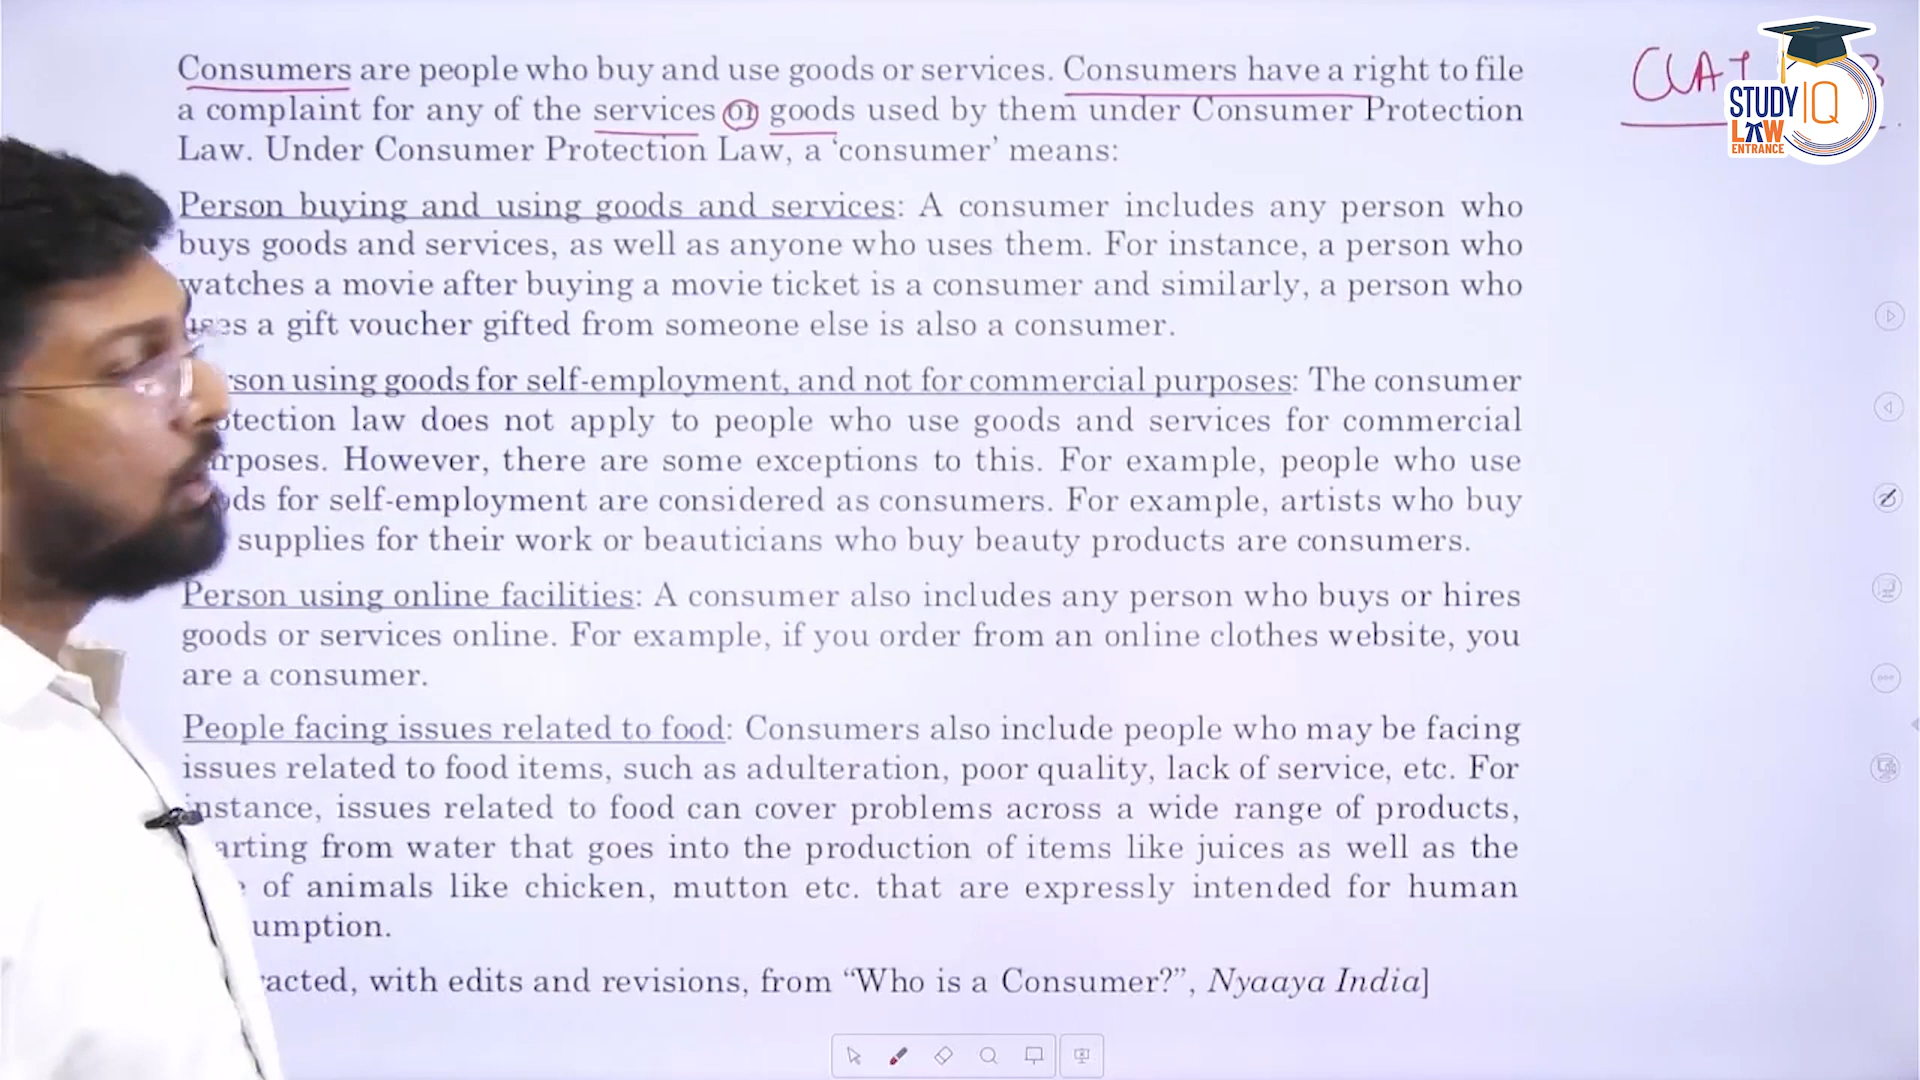 Consumers are people who buy and use goods or services. Consumers have a right to file
a complaint for any of the services or goods used by them under Consumer Protection
Law. Under Consumer Protection Law, a ‘consumer’ means:
Person buying and using goods and services: A consumer includes any person who
buys goods and services, as well as anyone who uses them. For instance, a person who
watches a movie after buying a movie ticket is a consumer and similarly, a person who
a gift voucher gifted from someone else is also a consumer.
son using goods for self-employment, and not for commercial purposes: The consumer
tection law does not apply to people who use goods and services for commercial
rposes. However, there are some exceptions to this. For example, people who use
ds for self-employment are considered as consumers. For example, artists who buy
supplies for their work or beauticians who buy beauty products are consumers.
Person using online facilities: A consumer also includes any person who buys or hires
goods or services online. For example, if you order from an online clothes website, you
are a consumer.
People facing issues related to food: Consumers also include people who may be facing
issues related to food items, such as adulteration, poor quality, lack of service, etc. For
instance, issues related to food can cover problems across a wide range of products,
arting from water that goes into the production of items like juices as well as the
of animals like chicken, mutton etc. that are expressly intended for human
umption.
acted, with edits and revisions, from “Who is a Consumer?”, Nyaaya India]
CLAT
STUDY IQ
LAW
ENTRANCE